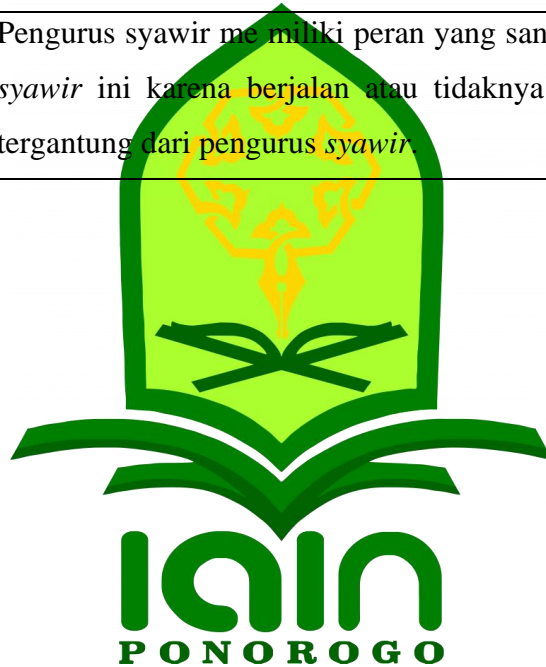 Pengurus syawir me miliki peran yang san
syawir ini karena berjalan atau tidaknya
tergantung dari pengurus syawir.
IAIN
PONOROGO